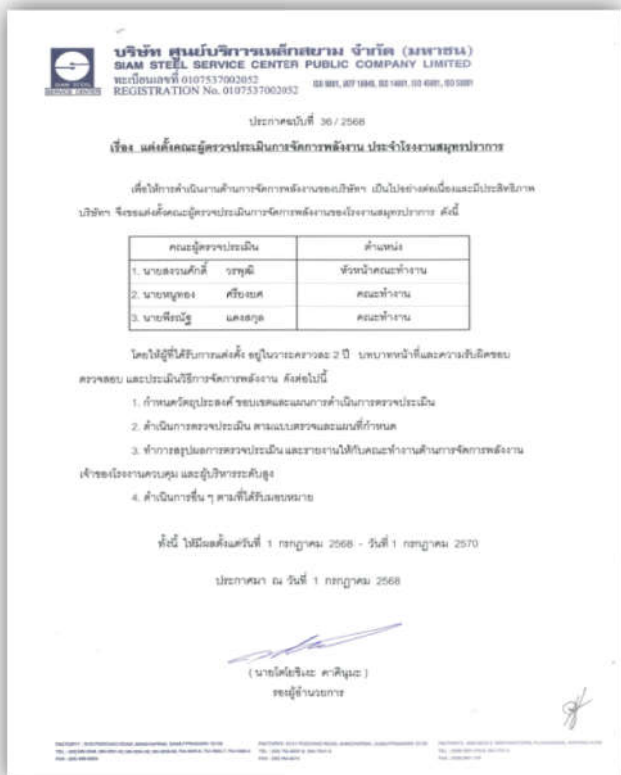 SIAM STEEL
SERVICE CENTER
บริษัท ศูนย์บริการเหล็กสยาม จำกัด (มหาชน)
SIAM STEEL SERVICE CENTER PUBLIC COMPANY LIMITED
ทะเบียนเลขที่ 0107537002052
REGISTRATION No. 0107537002052
ISO 9001, IATF 16949, ISO 14001, ISO 45001, ISO 50001
ประกาศฉบับที่ 36 / 2568
เรื่อง แต่งตั้งคณะผู้ตรวจประเมินการจัดการพลังงาน ประจำโรงงานสมุทรปราการ
เพื่อให้การดำเนินงานด้านการจัดการพลังงานของบริษัทฯ เป็นไปอย่างต่อเนื่องและมีประสิทธิภาพ
บริษัทฯ จึงขอแต่งตั้งคณะผู้ตรวจประเมินการจัดการพลังงานของโรงงานสมุทรปราการ ดังนี้
คณะผู้ตรวจประเมิน ตำแหน่ง
1. นายสงวนศักดิ์ วรพุฒิ หัวหน้าคณะทำงาน
2. นายหนูทอง ศรียงยศ คณะทำงาน
3. นายพีรณัฐ แคงสกุล คณะทำงาน
โดยให้ผู้ที่ได้รับการแต่งตั้ง อยู่ในวาระคราวละ 2 ปี บทบาทหน้าที่และความรับผิดชอบ
ตรวจสอบ และประเมินวิธีการจัดการพลังงาน ดังต่อไปนี้
1. กำหนดวัตถุประสงค์ ขอบเขตและแผนการดำเนินการตรวจประเมิน
2. ดำเนินการตรวจประเมิน ตามแบบตรวจและแผนที่กำหนด
3. ทำการสรุปผลการตรวจประเมิน และรายงานให้กับคณะทำงานด้านการจัดการพลังงาน
เจ้าของโรงงานควบคุม และผู้บริหารระดับสูง
4. ดำเนินการอื่น ๆ ตามที่ได้รับมอบหมาย
ทั้งนี้ ให้มีผลตั้งแต่วันที่ 1 กรกฎาคม 2568 - วันที่ 1 กรกฎาคม 2570
ประกาศมา ณ วันที่ 1 กรกฎาคม 2568
(นายโตโยชิเงะ คาคินุมะ)
รองผู้อำนวยการ